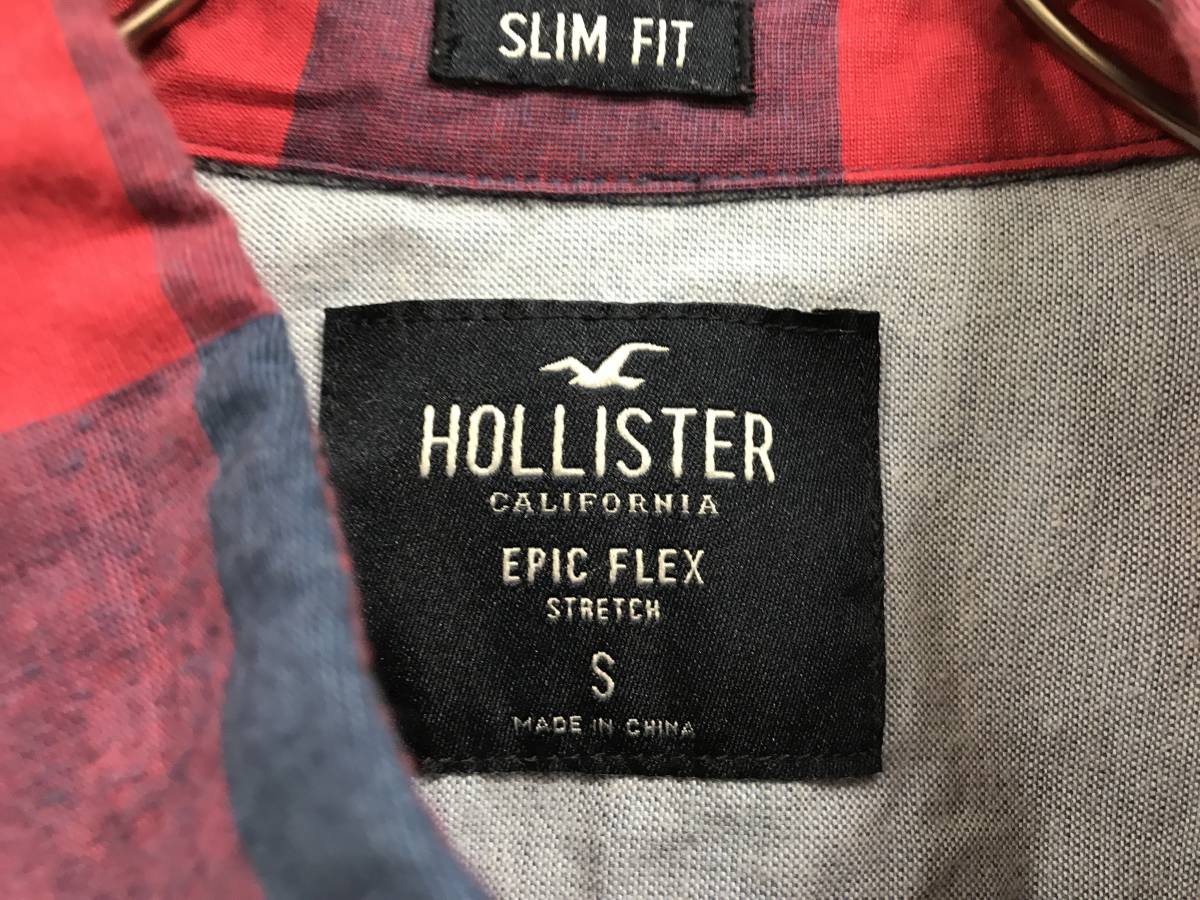 SLIM FIT
HOLLISTER
CALIFORNIA
EPIC FLEX
STRETCH
S
MADE IN CHINA